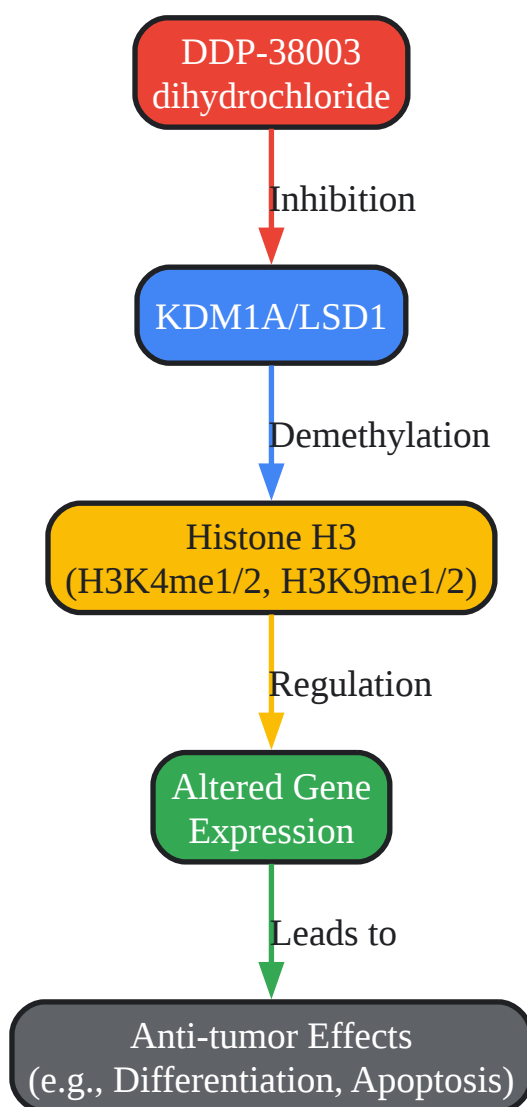 DDP-38003
dihydrochloride
Inhibition
KDM1A/LSD1
Demethylation
Histone H3
(H3K4me1/2, H3K9me1/2)
Regulation
Altered Gene
Expression
Leads to
Anti-tumor Effects
(e.g., Differentiation, Apoptosis)